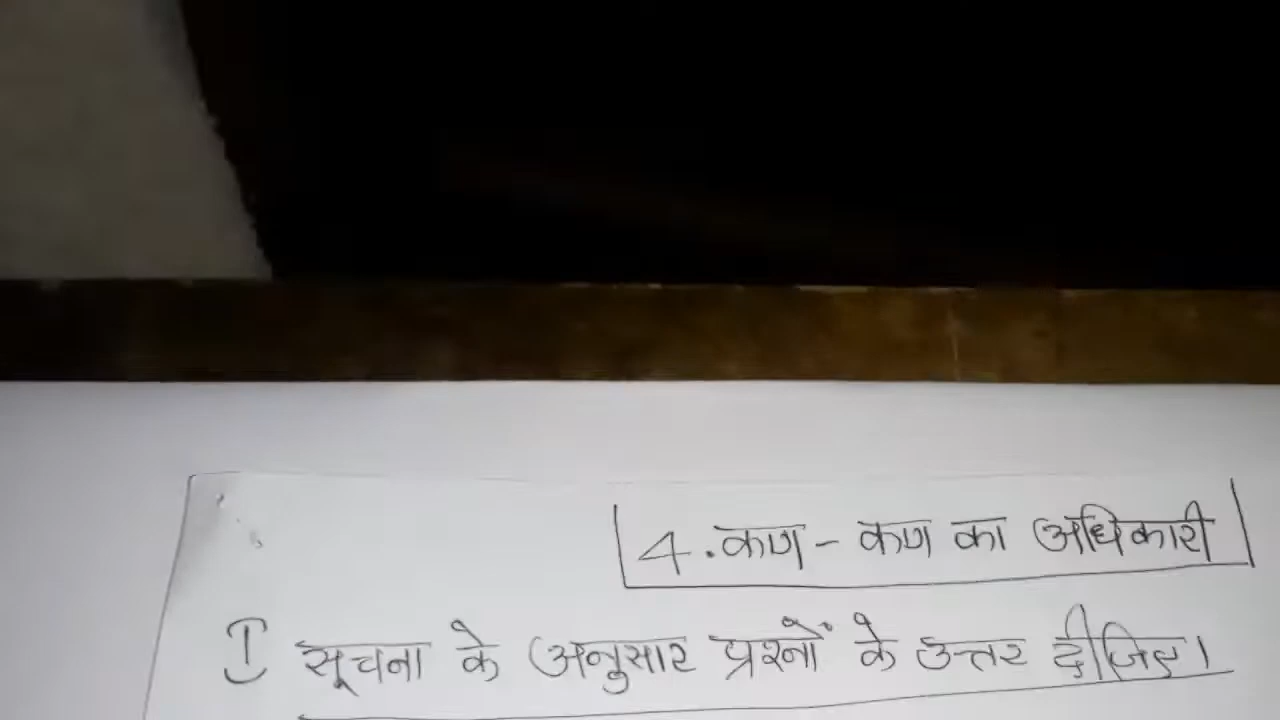 4. कण - कण का अधिकारी
I सूचना के अनुसार प्रश्नों के उत्तर दीजिए।